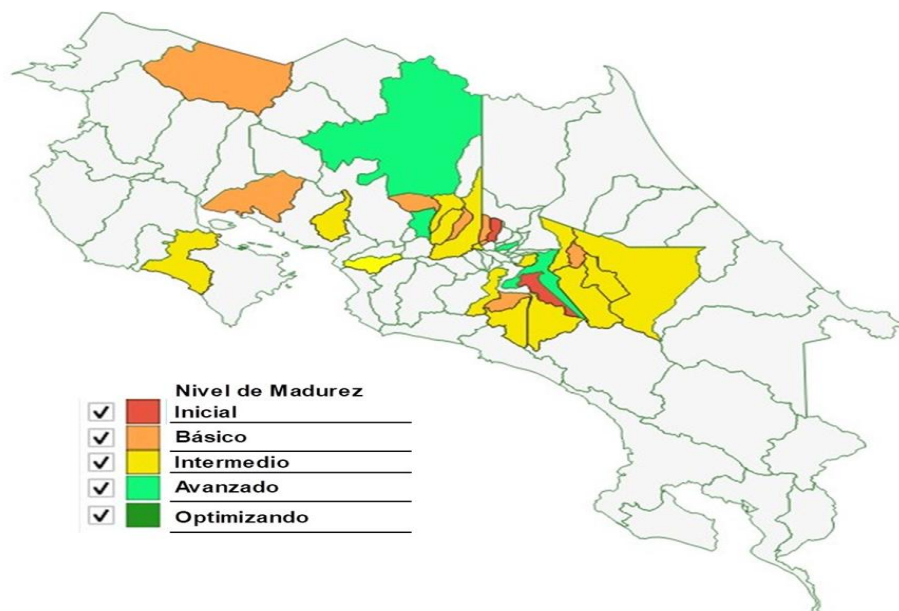 Nivel de Madurez
Inicial
Básico
Intermedio
Avanzado
Optimizando